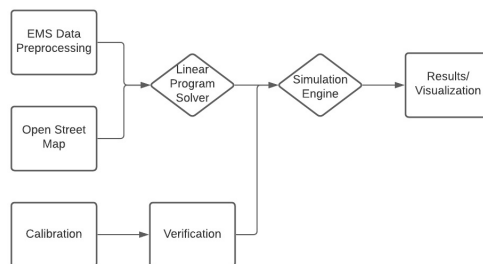 EMS Data
Preprocessing
Open Street
Map
Linear
Program
Solver
Simulation
Engine
Results/
Visualization
Calibration
Verification